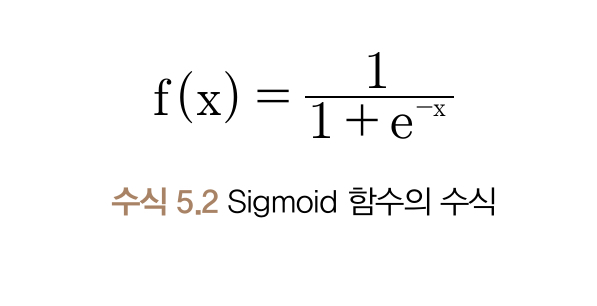 f(x) = 1 / (1 + e^{-x})
수식 5.2 Sigmoid 함수의 수식